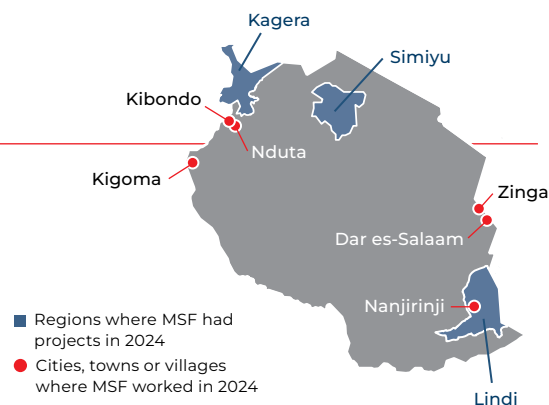 Kagera
Simiyu
Kibondo
Nduta
Kigoma
Zinga
Dar es-Salaam
Nanjirinji
Regions where MSF had
projects in 2024
Cities, towns or villages
where MSF worked in 2024
Lindi